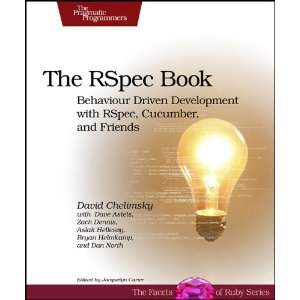 The
Pragmatic
Programmers
The RSpec Book
Behaviour Driven Development
with RSpec, Cucumber,
and Friends
David Chelimsky
with Dave Astels,
Zach Dennis,
Aslak Hellesøy,
Bryan Helmkamp,
and Dan North
Edited by Jacquelyn Carter
The Facets of Ruby Series